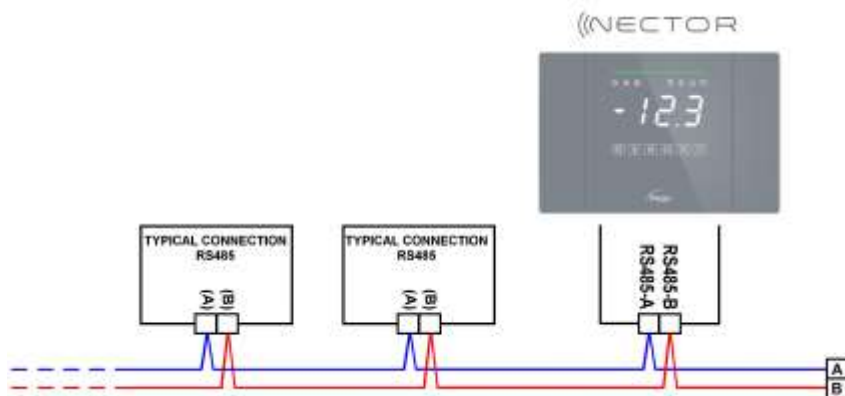 NECTOR
-12.3
TYPICAL CONNECTION
RS485
(A)
(B)
TYPICAL CONNECTION
RS485
(A)
(B)
RS485-A
RS485-B
A
B